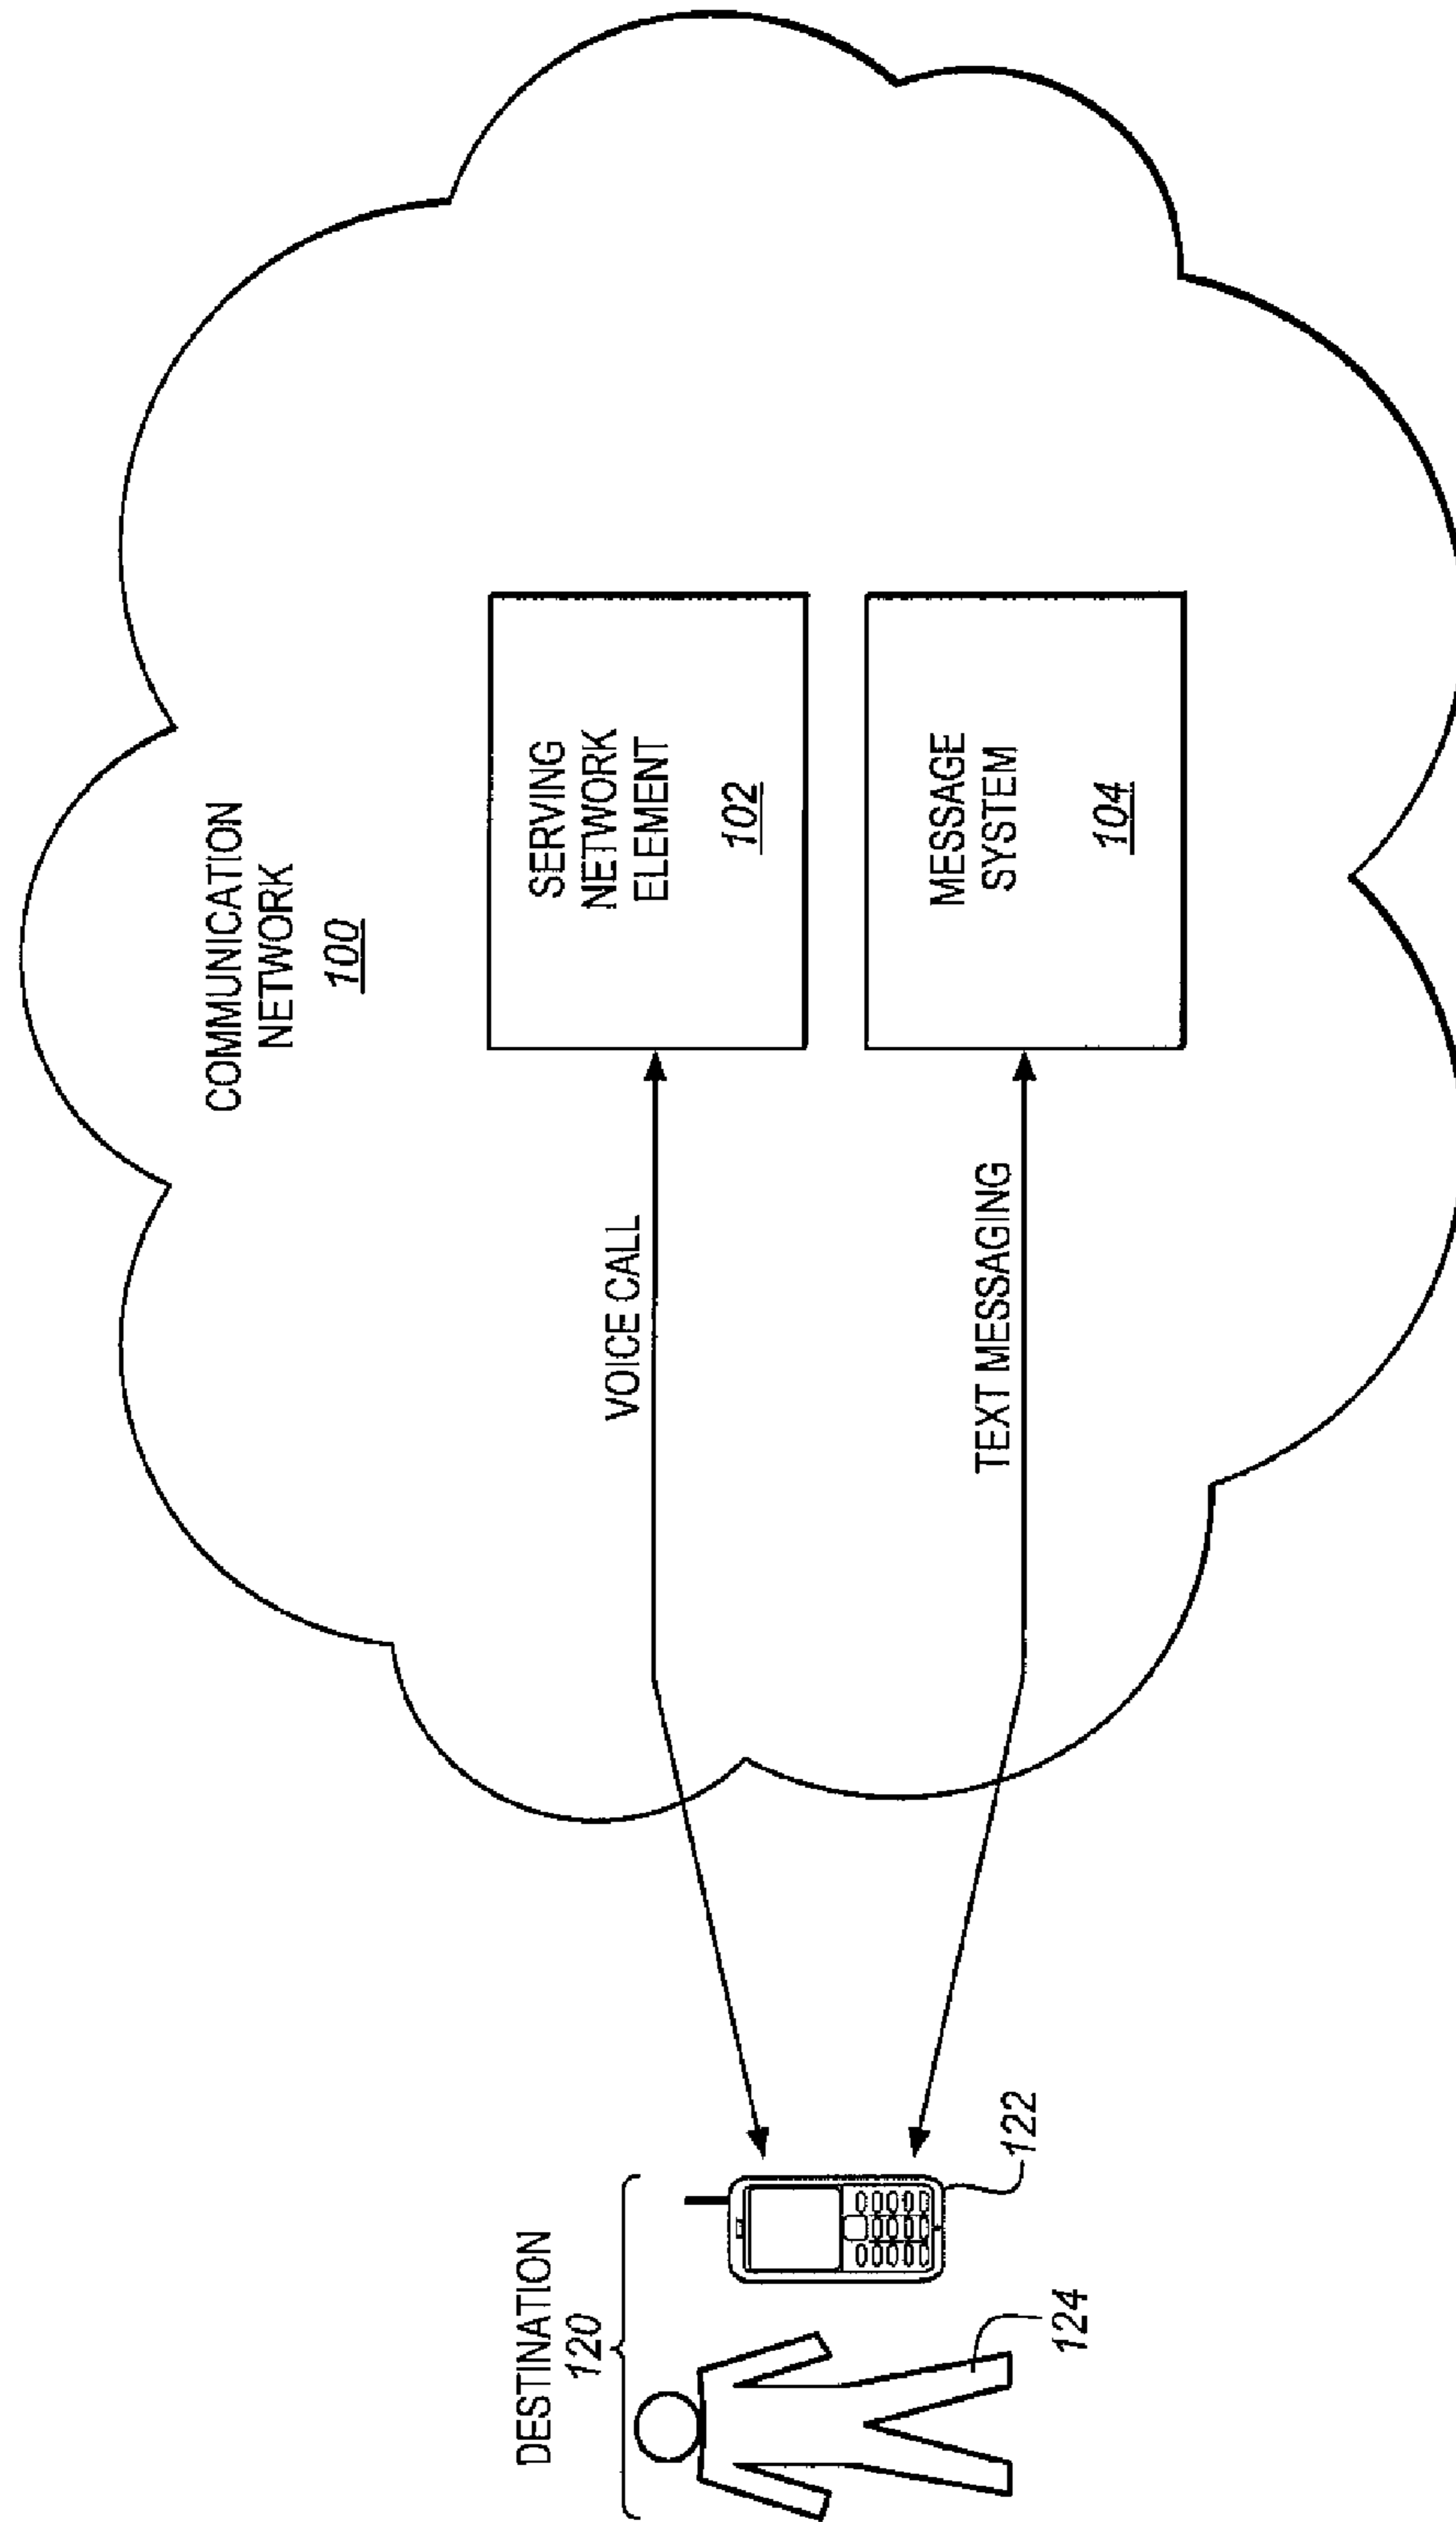 COMMUNICATION
NETWORK
100
DESTINATION
120
VOICE CALL
SERVING
NETWORK
ELEMENT
102
TEXT MESSAGING
MESSAGE
SYSTEM
104
122
124